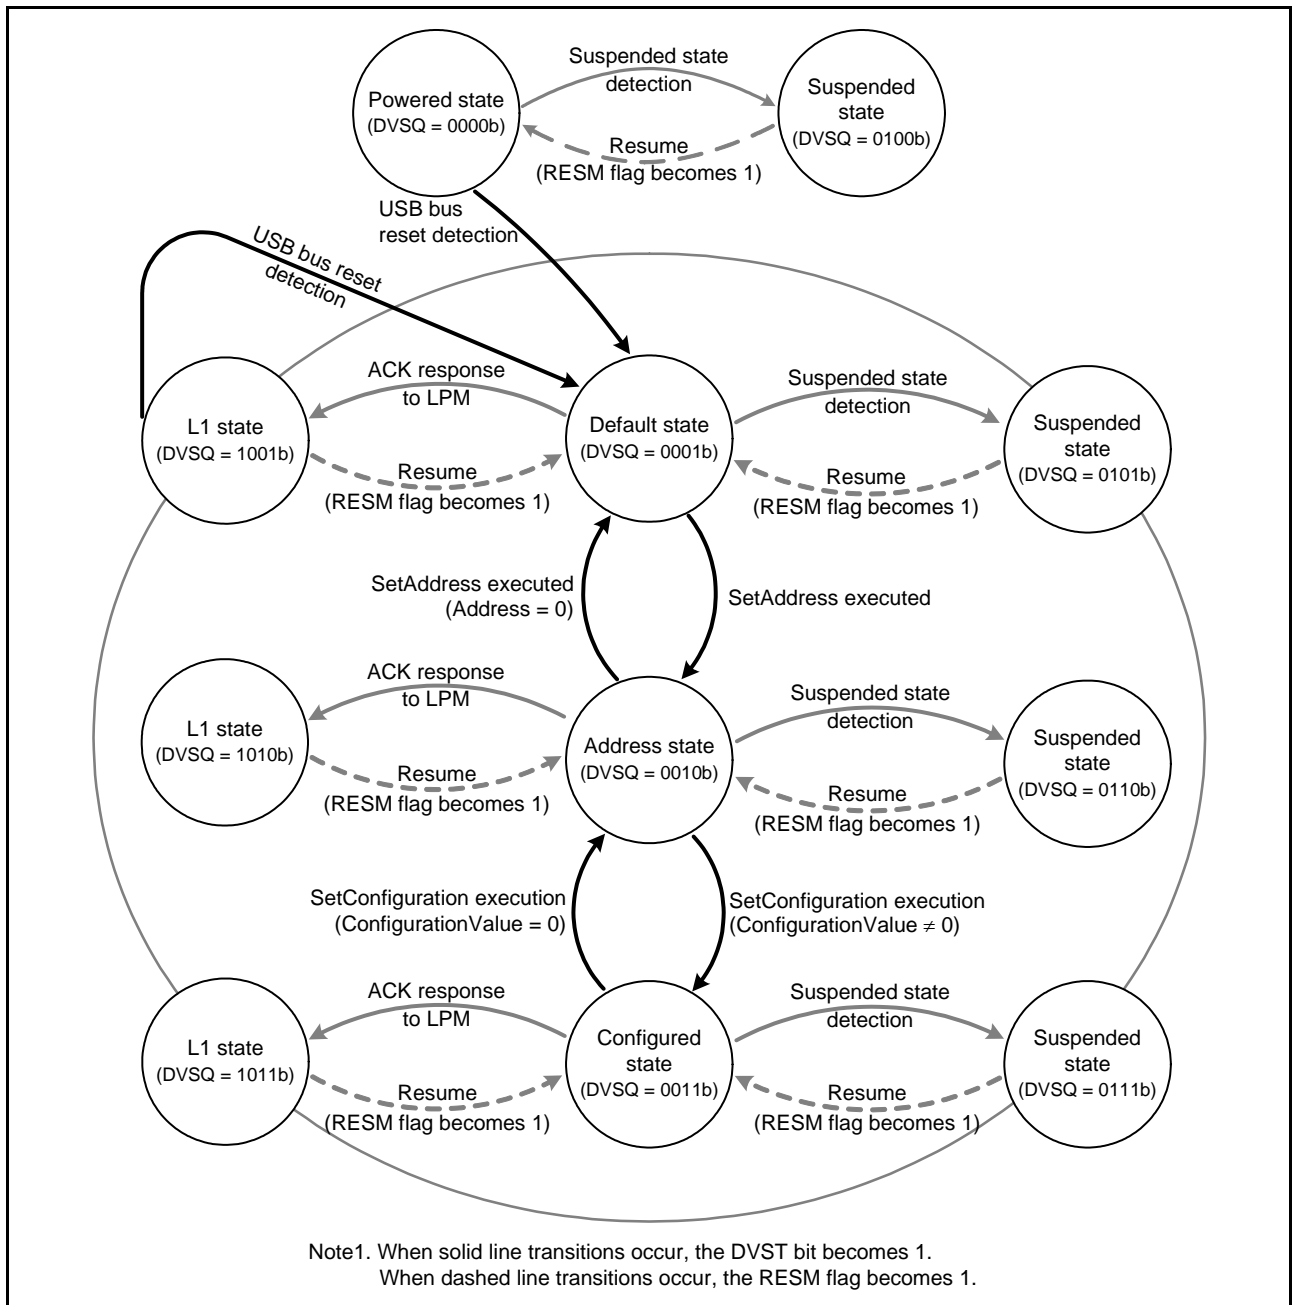 Powered state
(DVSQ = 0000b)
Suspended state
detection
Suspended
state
(DVSQ = 0100b)
Resume
(RESM flag becomes 1)
USB bus
reset detection
USB bus reset
detection
L1 state
(DVSQ = 1001b)
ACK response
to LPM
Resume
(RESM flag becomes 1)
Default state
(DVSQ = 0001b)
Suspended state
detection
Resume
(RESM flag becomes 1)
Suspended
state
(DVSQ = 0101b)
SetAddress executed
(Address = 0)
SetAddress executed
L1 state
(DVSQ = 1010b)
ACK response
to LPM
Resume
(RESM flag becomes 1)
Address state
(DVSQ = 0010b)
Suspended state
detection
Resume
(RESM flag becomes 1)
Suspended
state
(DVSQ = 0110b)
SetConfiguration execution
(ConfigurationValue = 0)
SetConfiguration execution
(ConfigurationValue ≠ 0)
L1 state
(DVSQ = 1011b)
ACK response
to LPM
Resume
(RESM flag becomes 1)
Configured
state
(DVSQ = 0011b)
Suspended state
detection
Resume
(RESM flag becomes 1)
Suspended
state
(DVSQ = 0111b)
Note1. When solid line transitions occur, the DVST bit becomes 1.
When dashed line transitions occur, the RESM flag becomes 1.